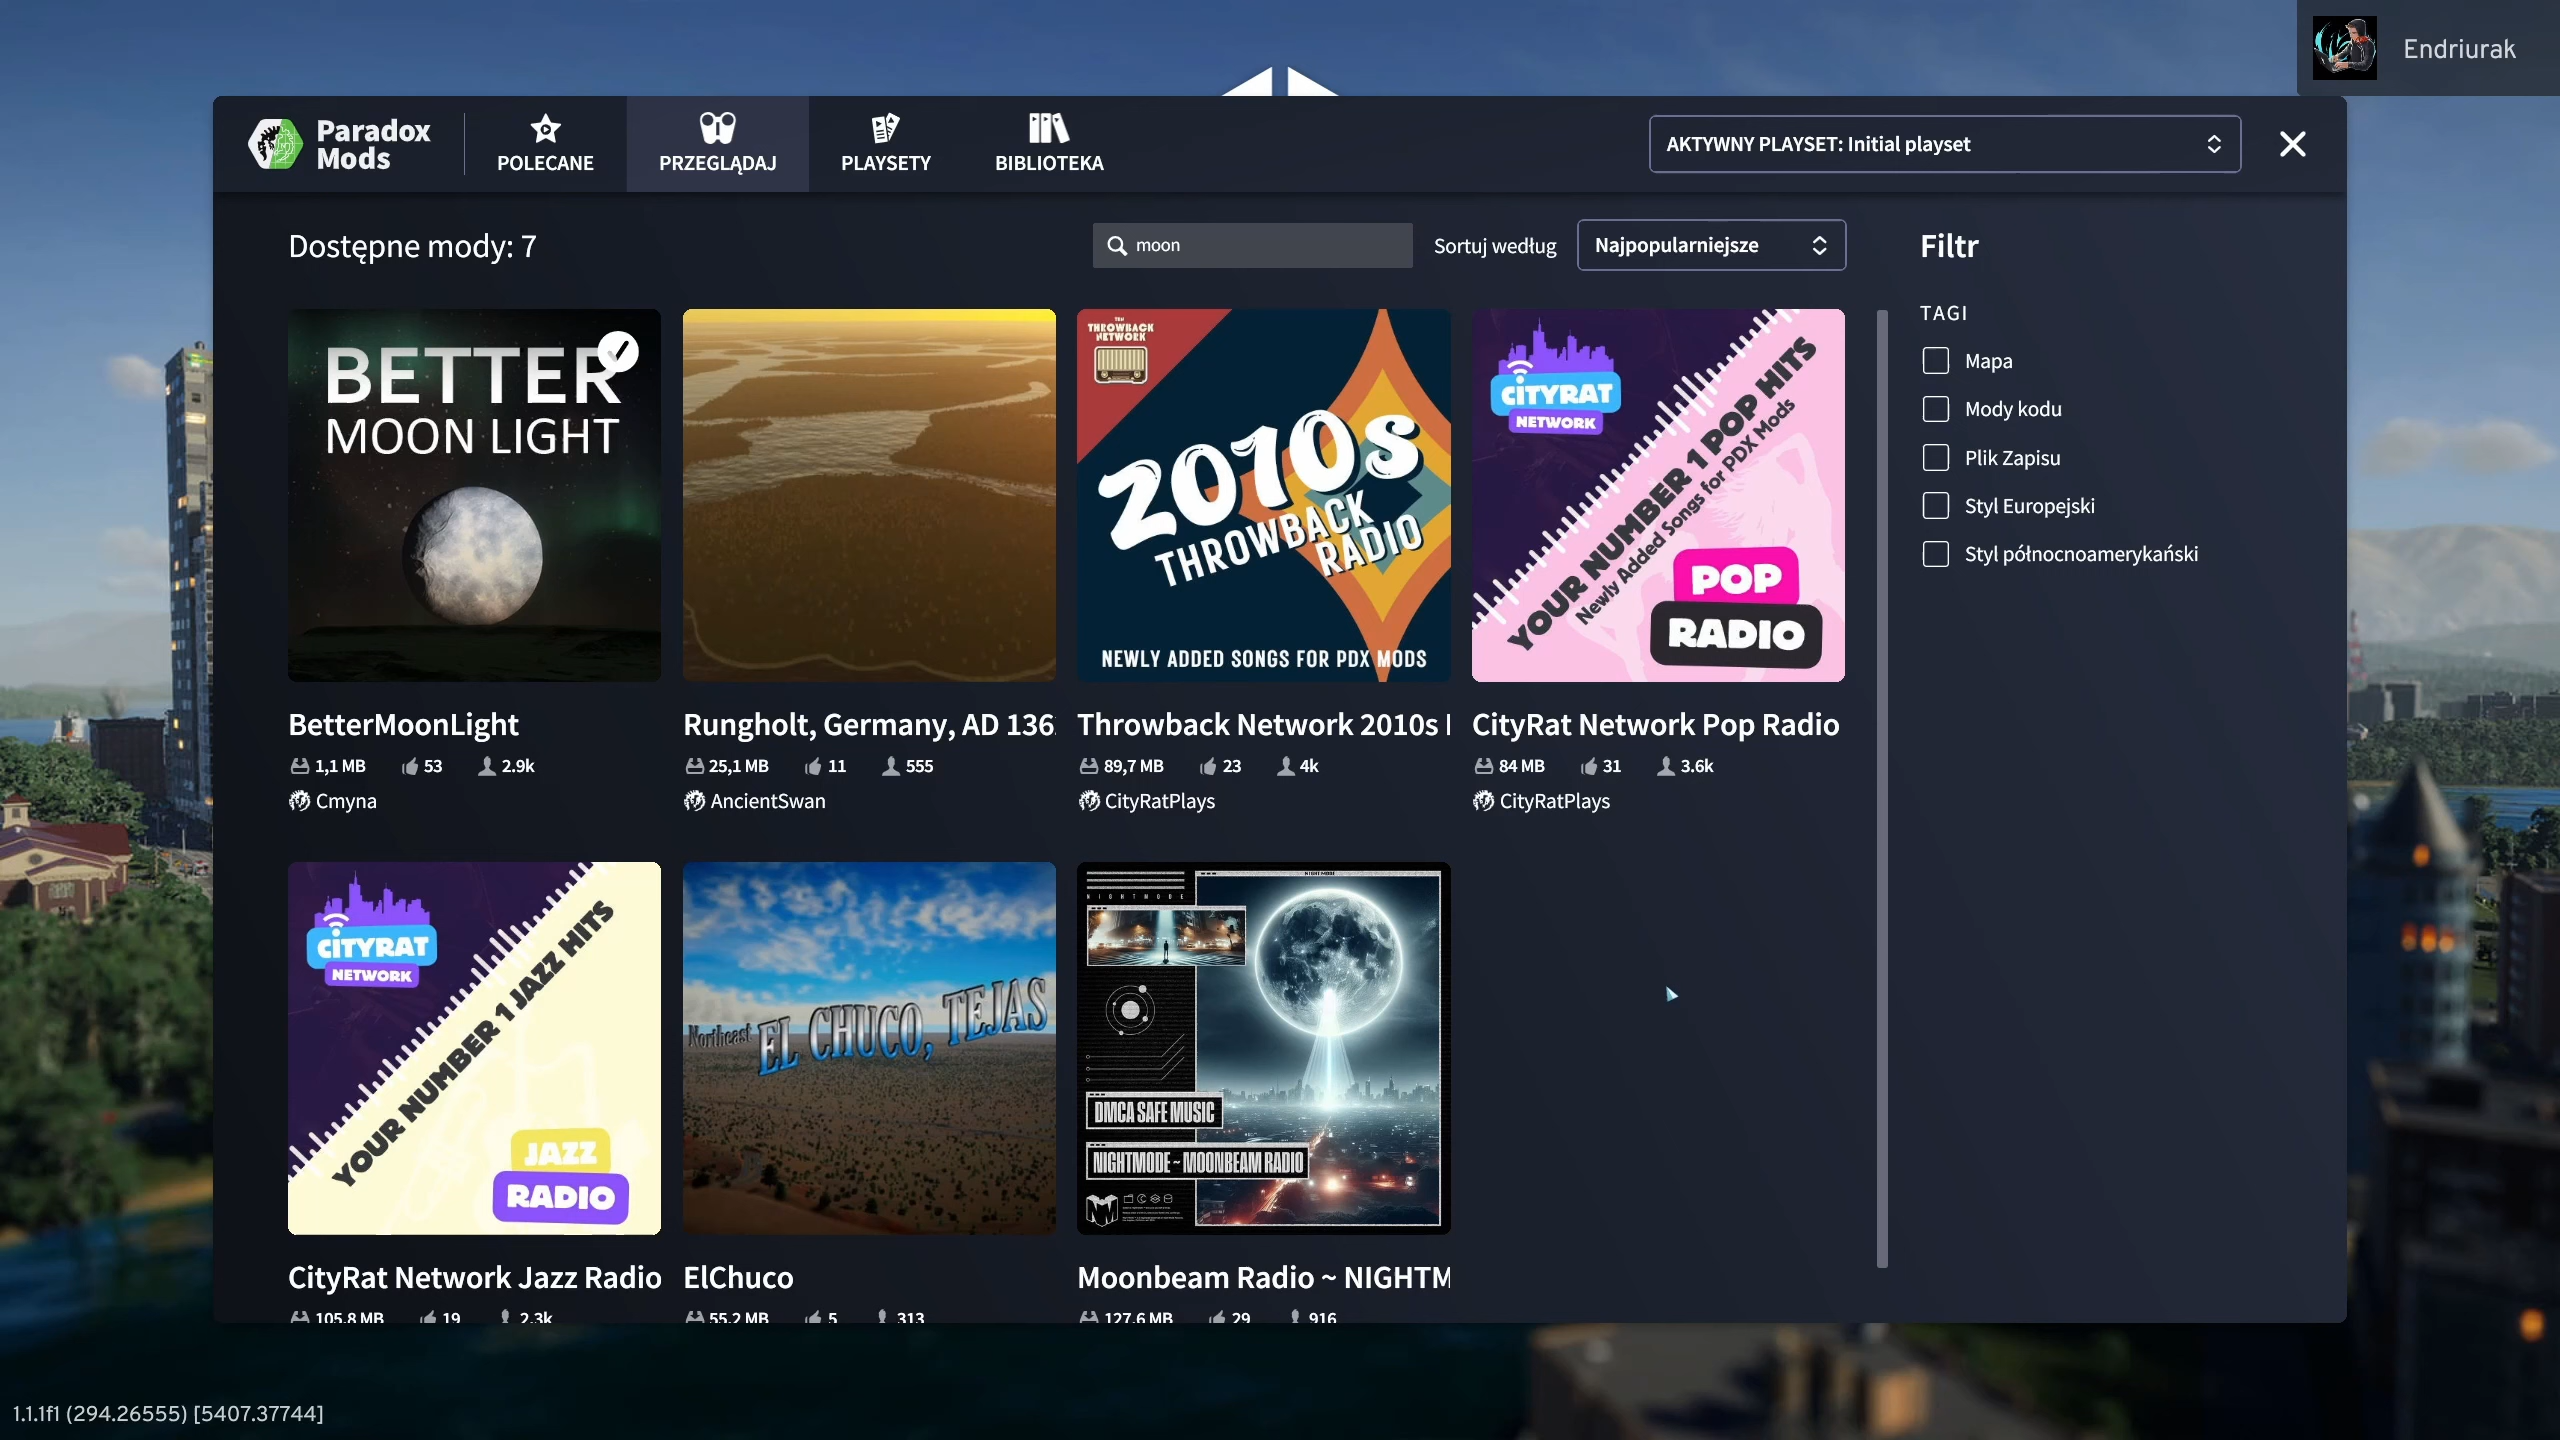 Endriurak
Paradox
Mods
POLECANE
PRZEGLĄDAJ
PLAYSETY
BIBLIOTEKA
AKTYWNY PLAYSET: Initial playset
Dostępne mody: 7
moon
Sortuj według
Najpopularniejsze
Filtr
TAGI
Mapa
Mody kodu
Plik Zapisu
Styl Europejski
Styl północnoamerykański
BETTER
MOON LIGHT
BetterMoonLight
1,1 MB 53 2.9k
Cmyna
Rungholt, Germany, AD 136
25,1 MB 11 555
AncientSwan
THE
THROWBACK
NETWORK
2010s
THROWBACK
RADIO
NEWLY ADDED SONGS FOR PDX MODS
Throwback Network 2010s
89,7 MB 23 4k
CityRatPlays
CITYRAT
NETWORK
YOUR NUMBER 1 POP HITS
Newly Added Songs for PDX Mods
POP
RADIO
CityRat Network Pop Radio
84 MB 31 3.6k
CityRatPlays
CITYRAT
NETWORK
YOUR NUMBER 1 JAZZ HITS
JAZZ
RADIO
CityRat Network Jazz Radio
105,8 MB 19 2.3k
Northeast EL CHUCO, TEJAS
ElChuco
55,2 MB 5 313
NIGHTMODE
NIGHT MODE
DMCA SAFE MUSIC
NIGHTMODE ~ MOONBEAM RADIO
Moonbeam Radio ~ NIGHTM
127,6 MB 29 916
1.1.1f1 (294.26555) [5407.37744]